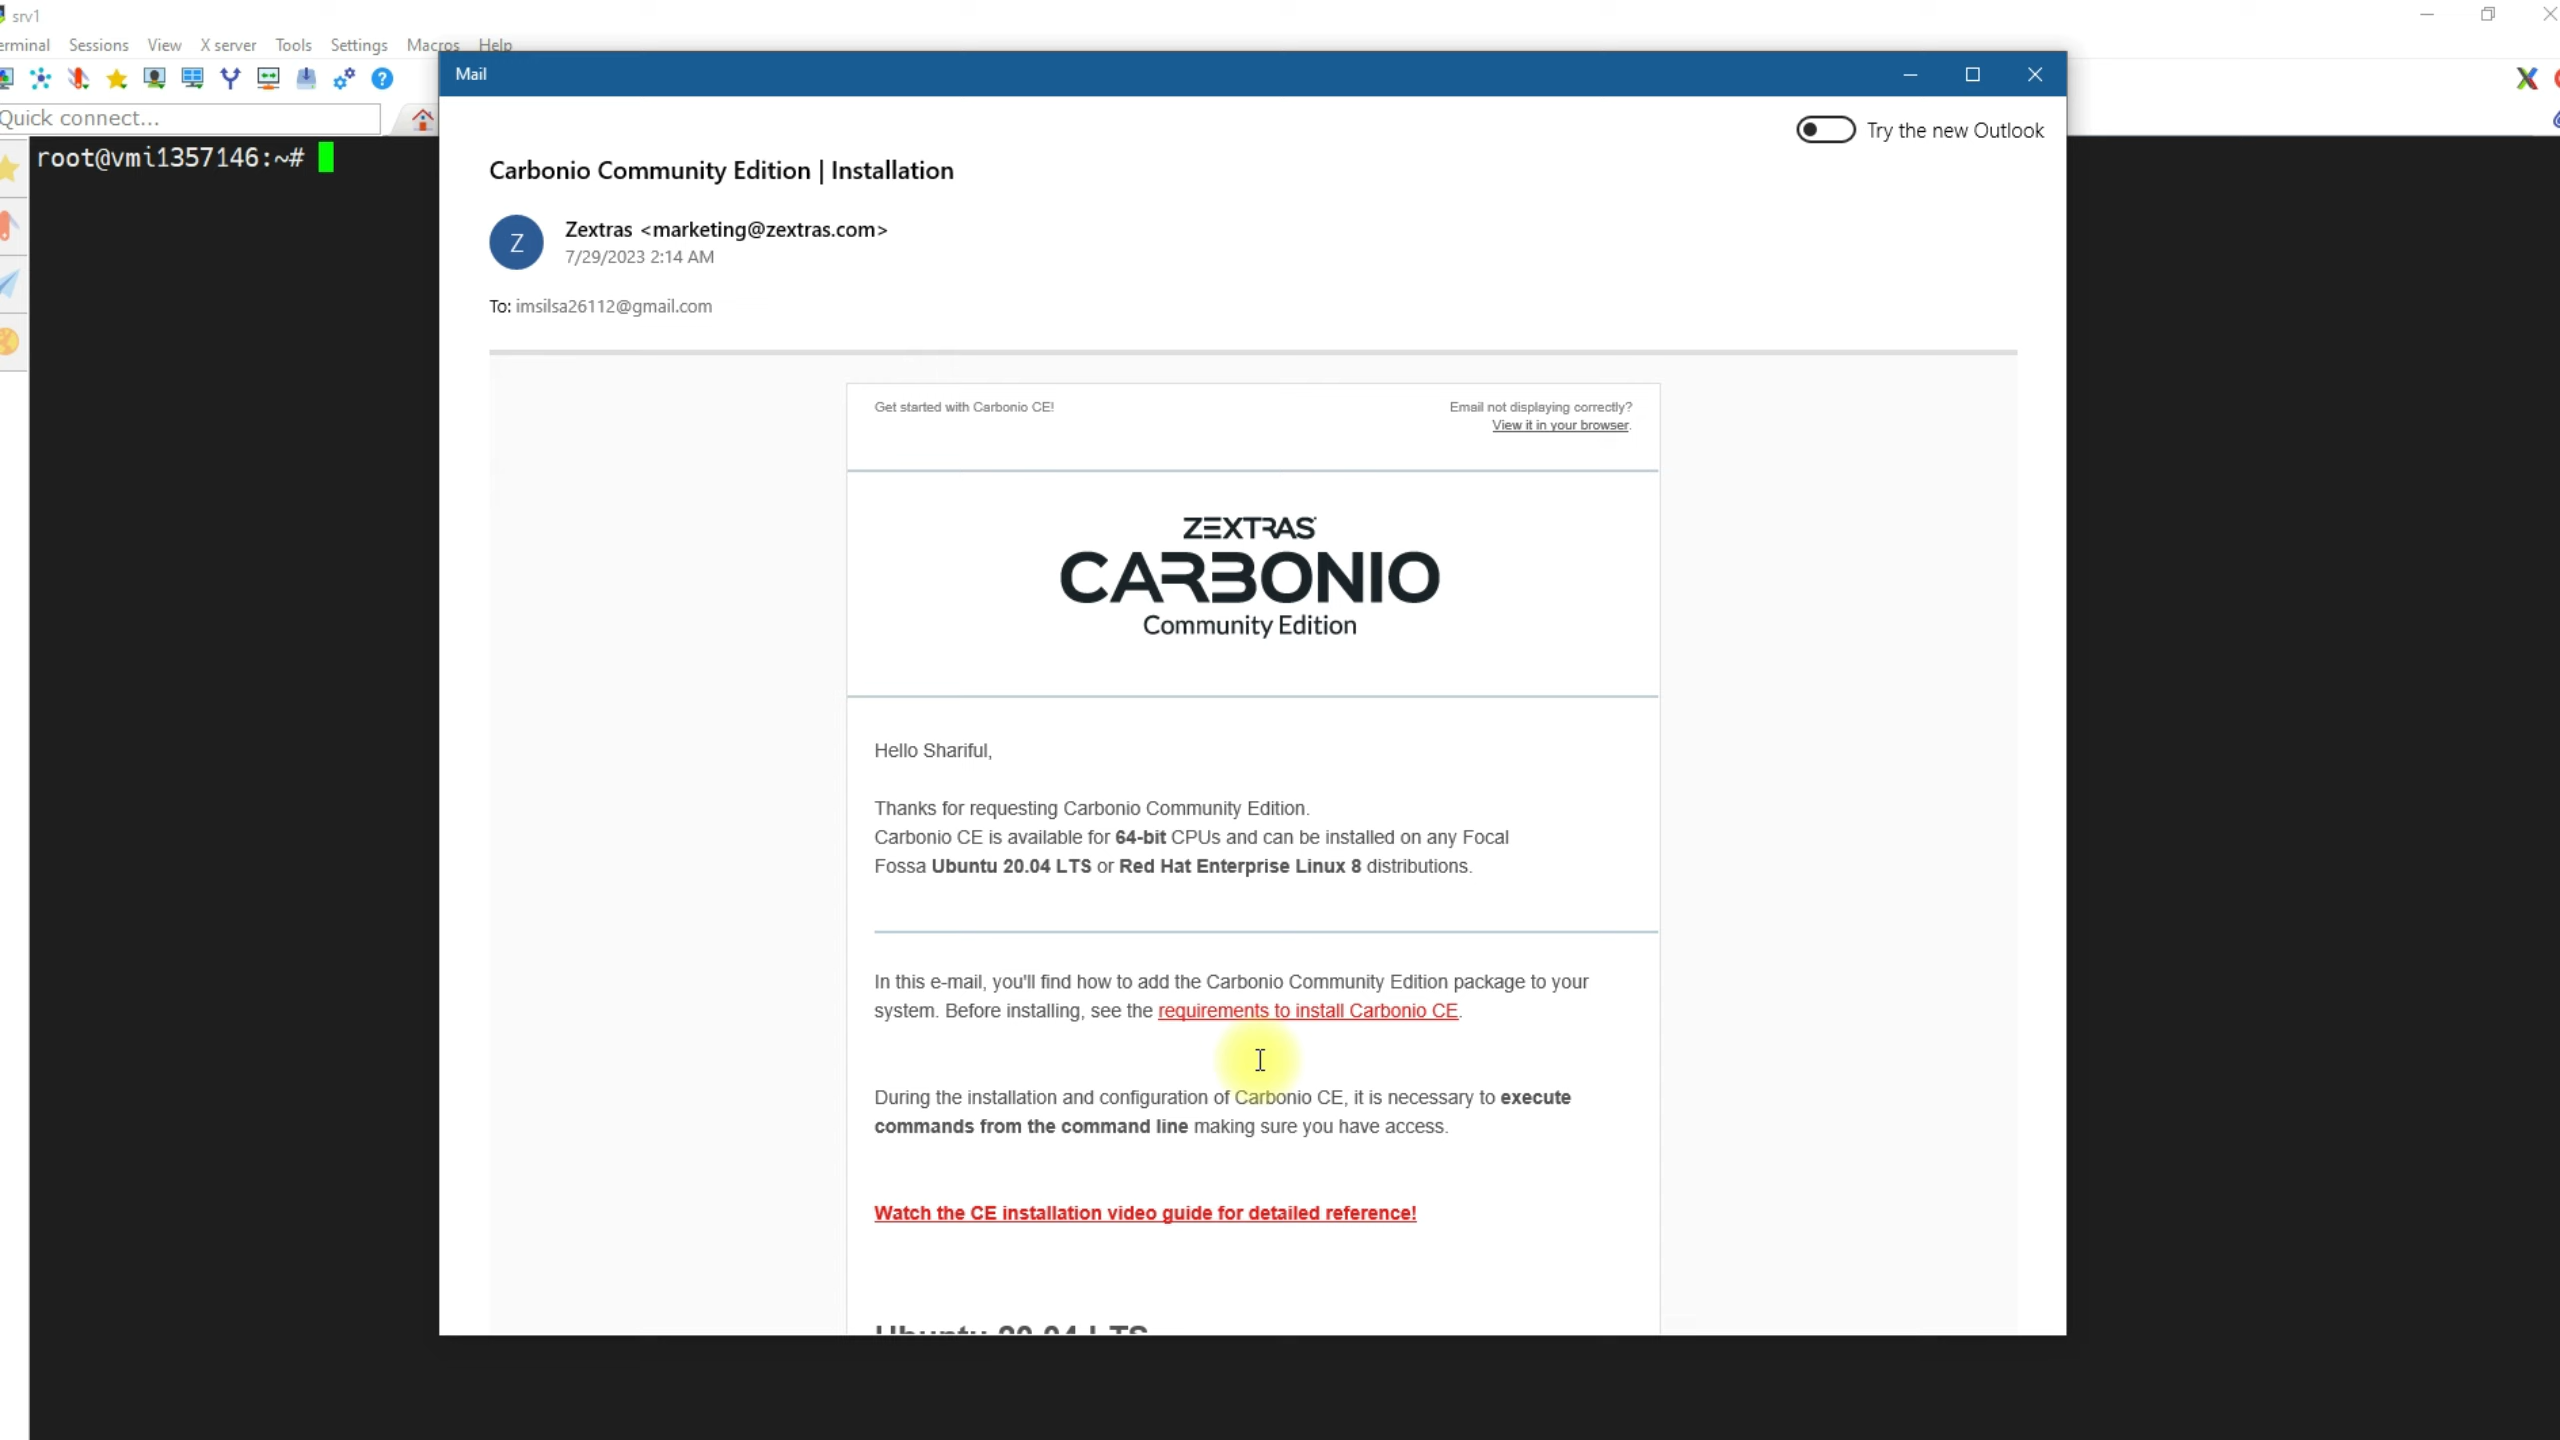 srv1
erminal Sessions View X server Tools Settings Macros Help
Quick connect...
root@vmi1357146:~#
Mail
Try the new Outlook
Carbonio Community Edition | Installation
Z
Zextras <marketing@zextras.com>
7/29/2023 2:14 AM
To: imsilsa26112@gmail.com
Get started with Carbonio CE!
Email not displaying correctly?
View it in your browser.
ZEXTRAS
CARBONIO
Community Edition
Hello Shariful,
Thanks for requesting Carbonio Community Edition.
Carbonio CE is available for 64-bit CPUs and can be installed on any Focal
Fossa Ubuntu 20.04 LTS or Red Hat Enterprise Linux 8 distributions.
In this e-mail, you'll find how to add the Carbonio Community Edition package to your
system. Before installing, see the requirements to install Carbonio CE.
During the installation and configuration of Carbonio CE, it is necessary to execute
commands from the command line making sure you have access.
Watch the CE installation video guide for detailed reference!
Ubuntu 20.04 LTS